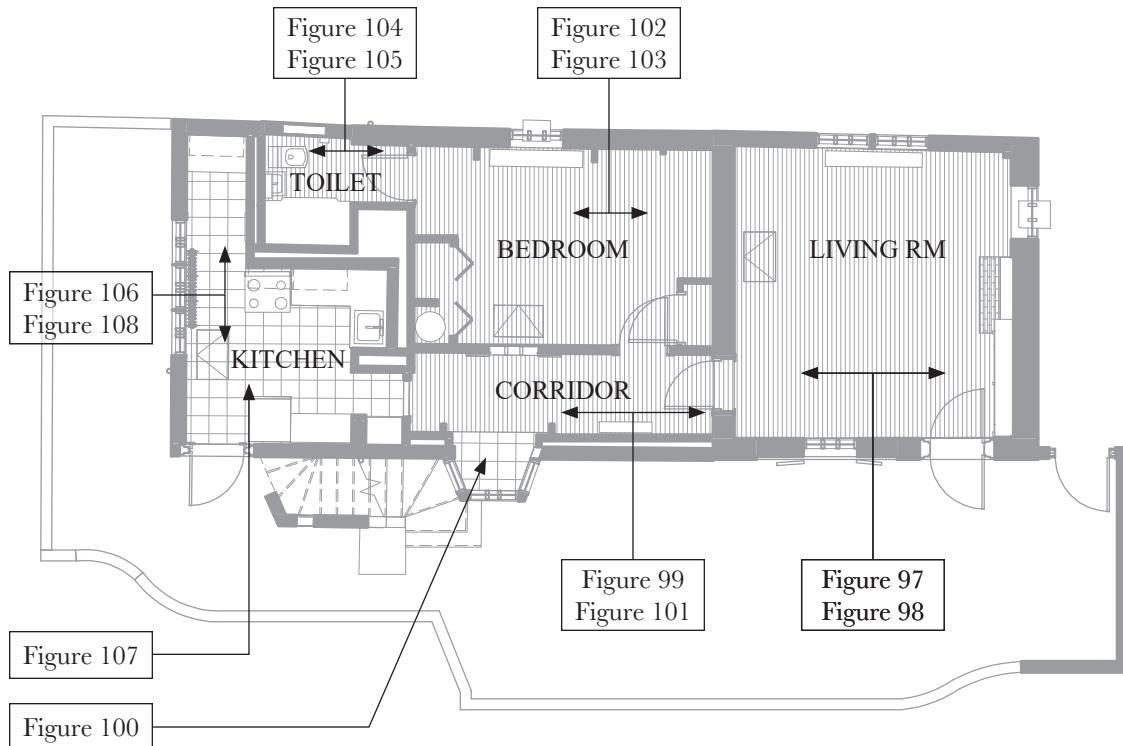 Figure 104
Figure 105
Figure 102
Figure 103
TOILET
BEDROOM
LIVING RM
Figure 106
Figure 108
KITCHEN
CORRIDOR
Figure 99
Figure 101
Figure 97
Figure 98
Figure 107
Figure 100